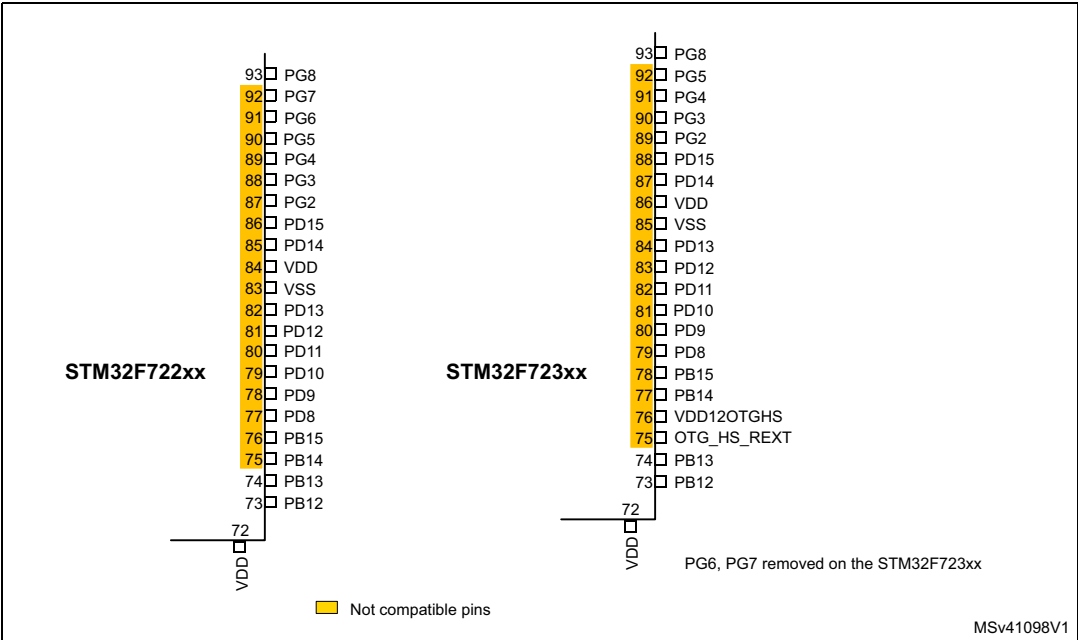 93 PG8
92 PG7
91 PG6
90 PG5
89 PG4
88 PG3
87 PG2
86 PD15
85 PD14
84 VDD
83 VSS
82 PD13
81 PD12
80 PD11
79 PD10
78 PD9
77 PD8
76 PB15
75 PB14
74 PB13
73 PB12
72
VDD
STM32F722xx
93 PG8
92 PG5
91 PG4
90 PG3
89 PG2
88 PD15
87 PD14
86 VDD
85 VSS
84 PD13
83 PD12
82 PD11
81 PD10
80 PD9
79 PD8
78 PB15
77 PB14
76 VDD12OTGHS
75 OTG_HS_REXT
74 PB13
73 PB12
72
VDD
STM32F723xx
PG6, PG7 removed on the STM32F723xx
Not compatible pins
MSv41098V1